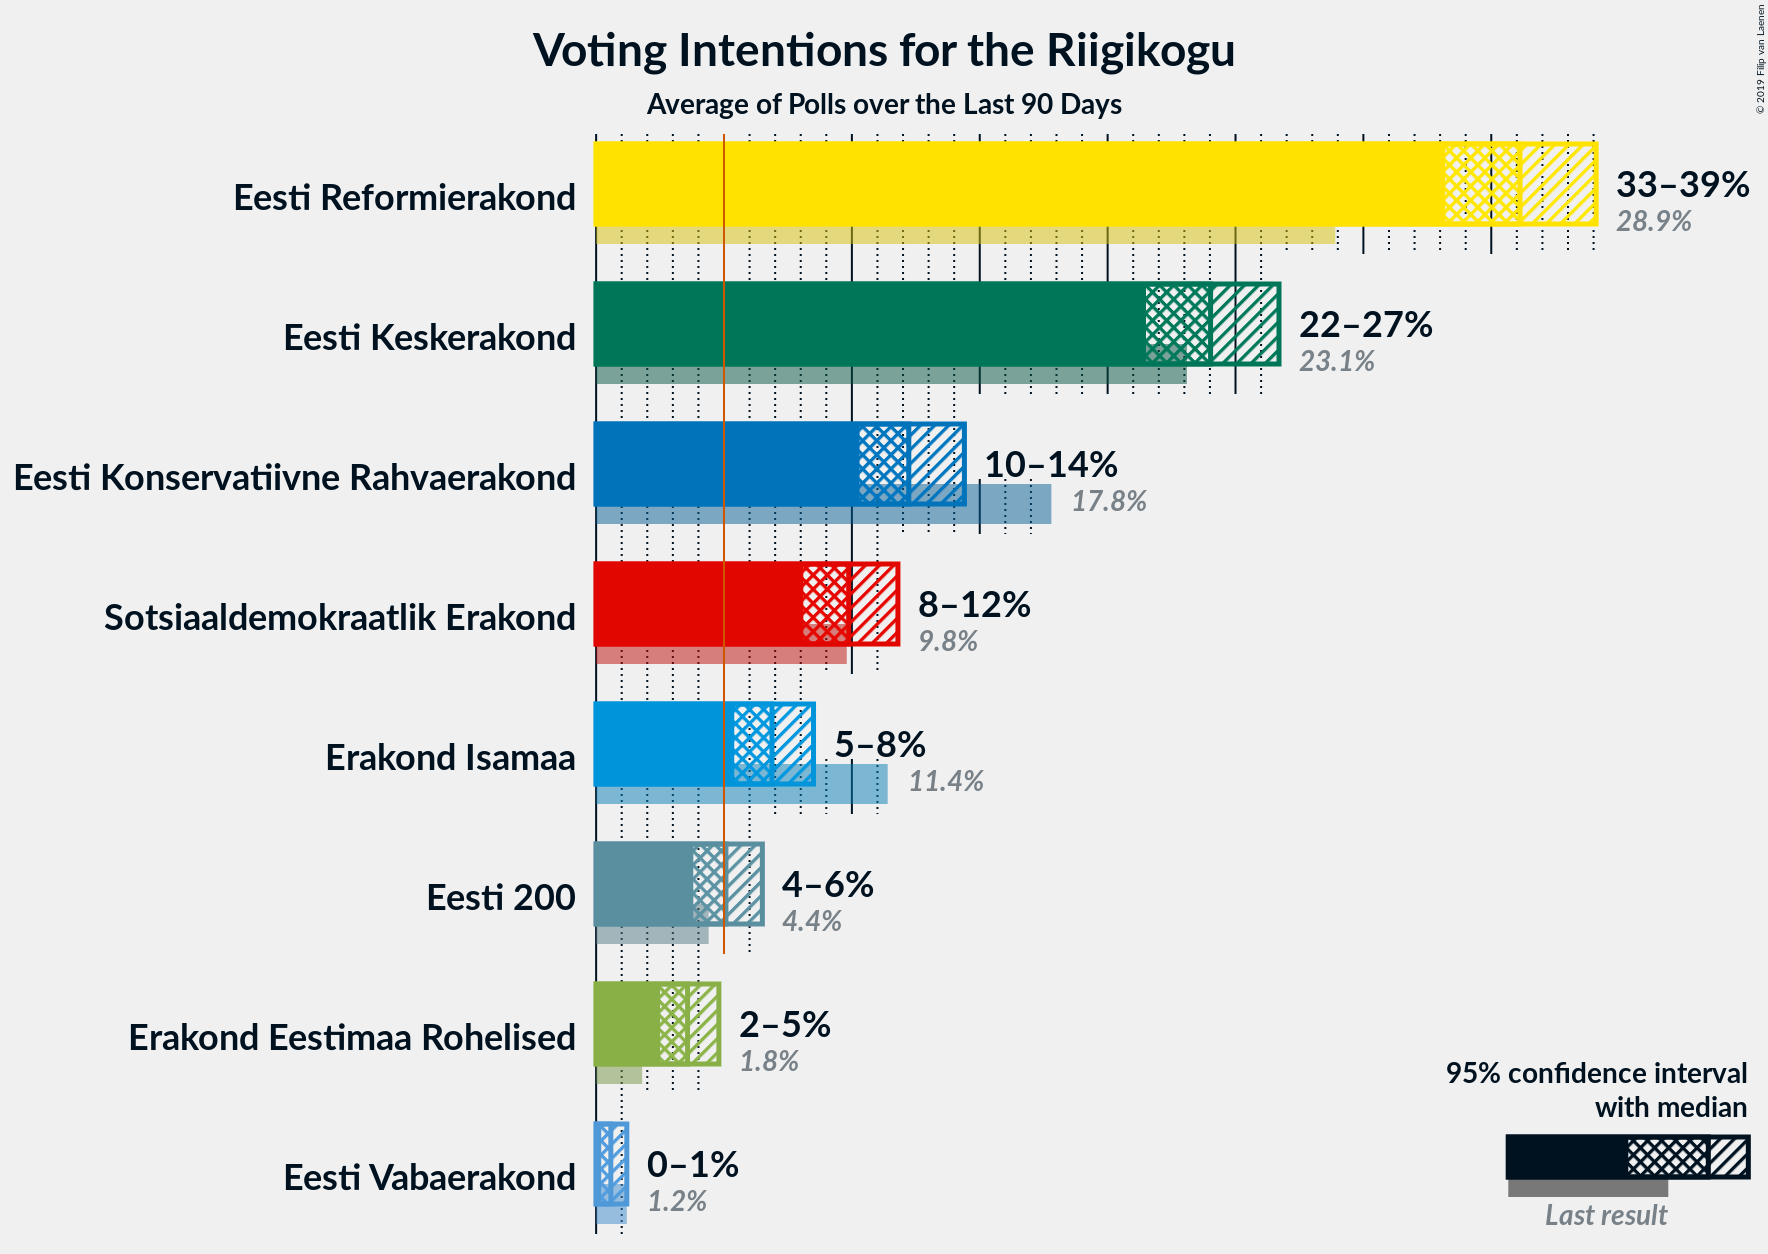 Voting Intentions for the Riigikogu
Average of Polls over the Last 90 Days
© 2019 Filip van Laenen
Eesti Reformierakond
33–39%
28.9%
Eesti Keskerakond
22–27%
23.1%
Eesti Konservatiivne Rahvaerakond
10–14%
17.8%
Sotsiaaldemokraatlik Erakond
8–12%
9.8%
Erakond Isamaa
5–8%
11.4%
Eesti 200
4–6%
4.4%
Erakond Eestimaa Rohelised
2–5%
1.8%
Eesti Vabaerakond
0–1%
1.2%
95% confidence interval
with median
Last result